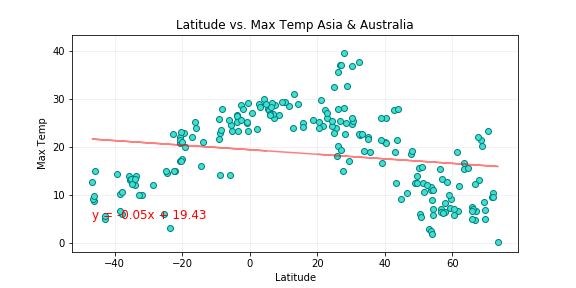 Latitude vs. Max Temp Asia & Australia
Max Temp
40
30
20
10
0
y = -0.05x + 19.43
−40
−20
0
20
40
60
Latitude